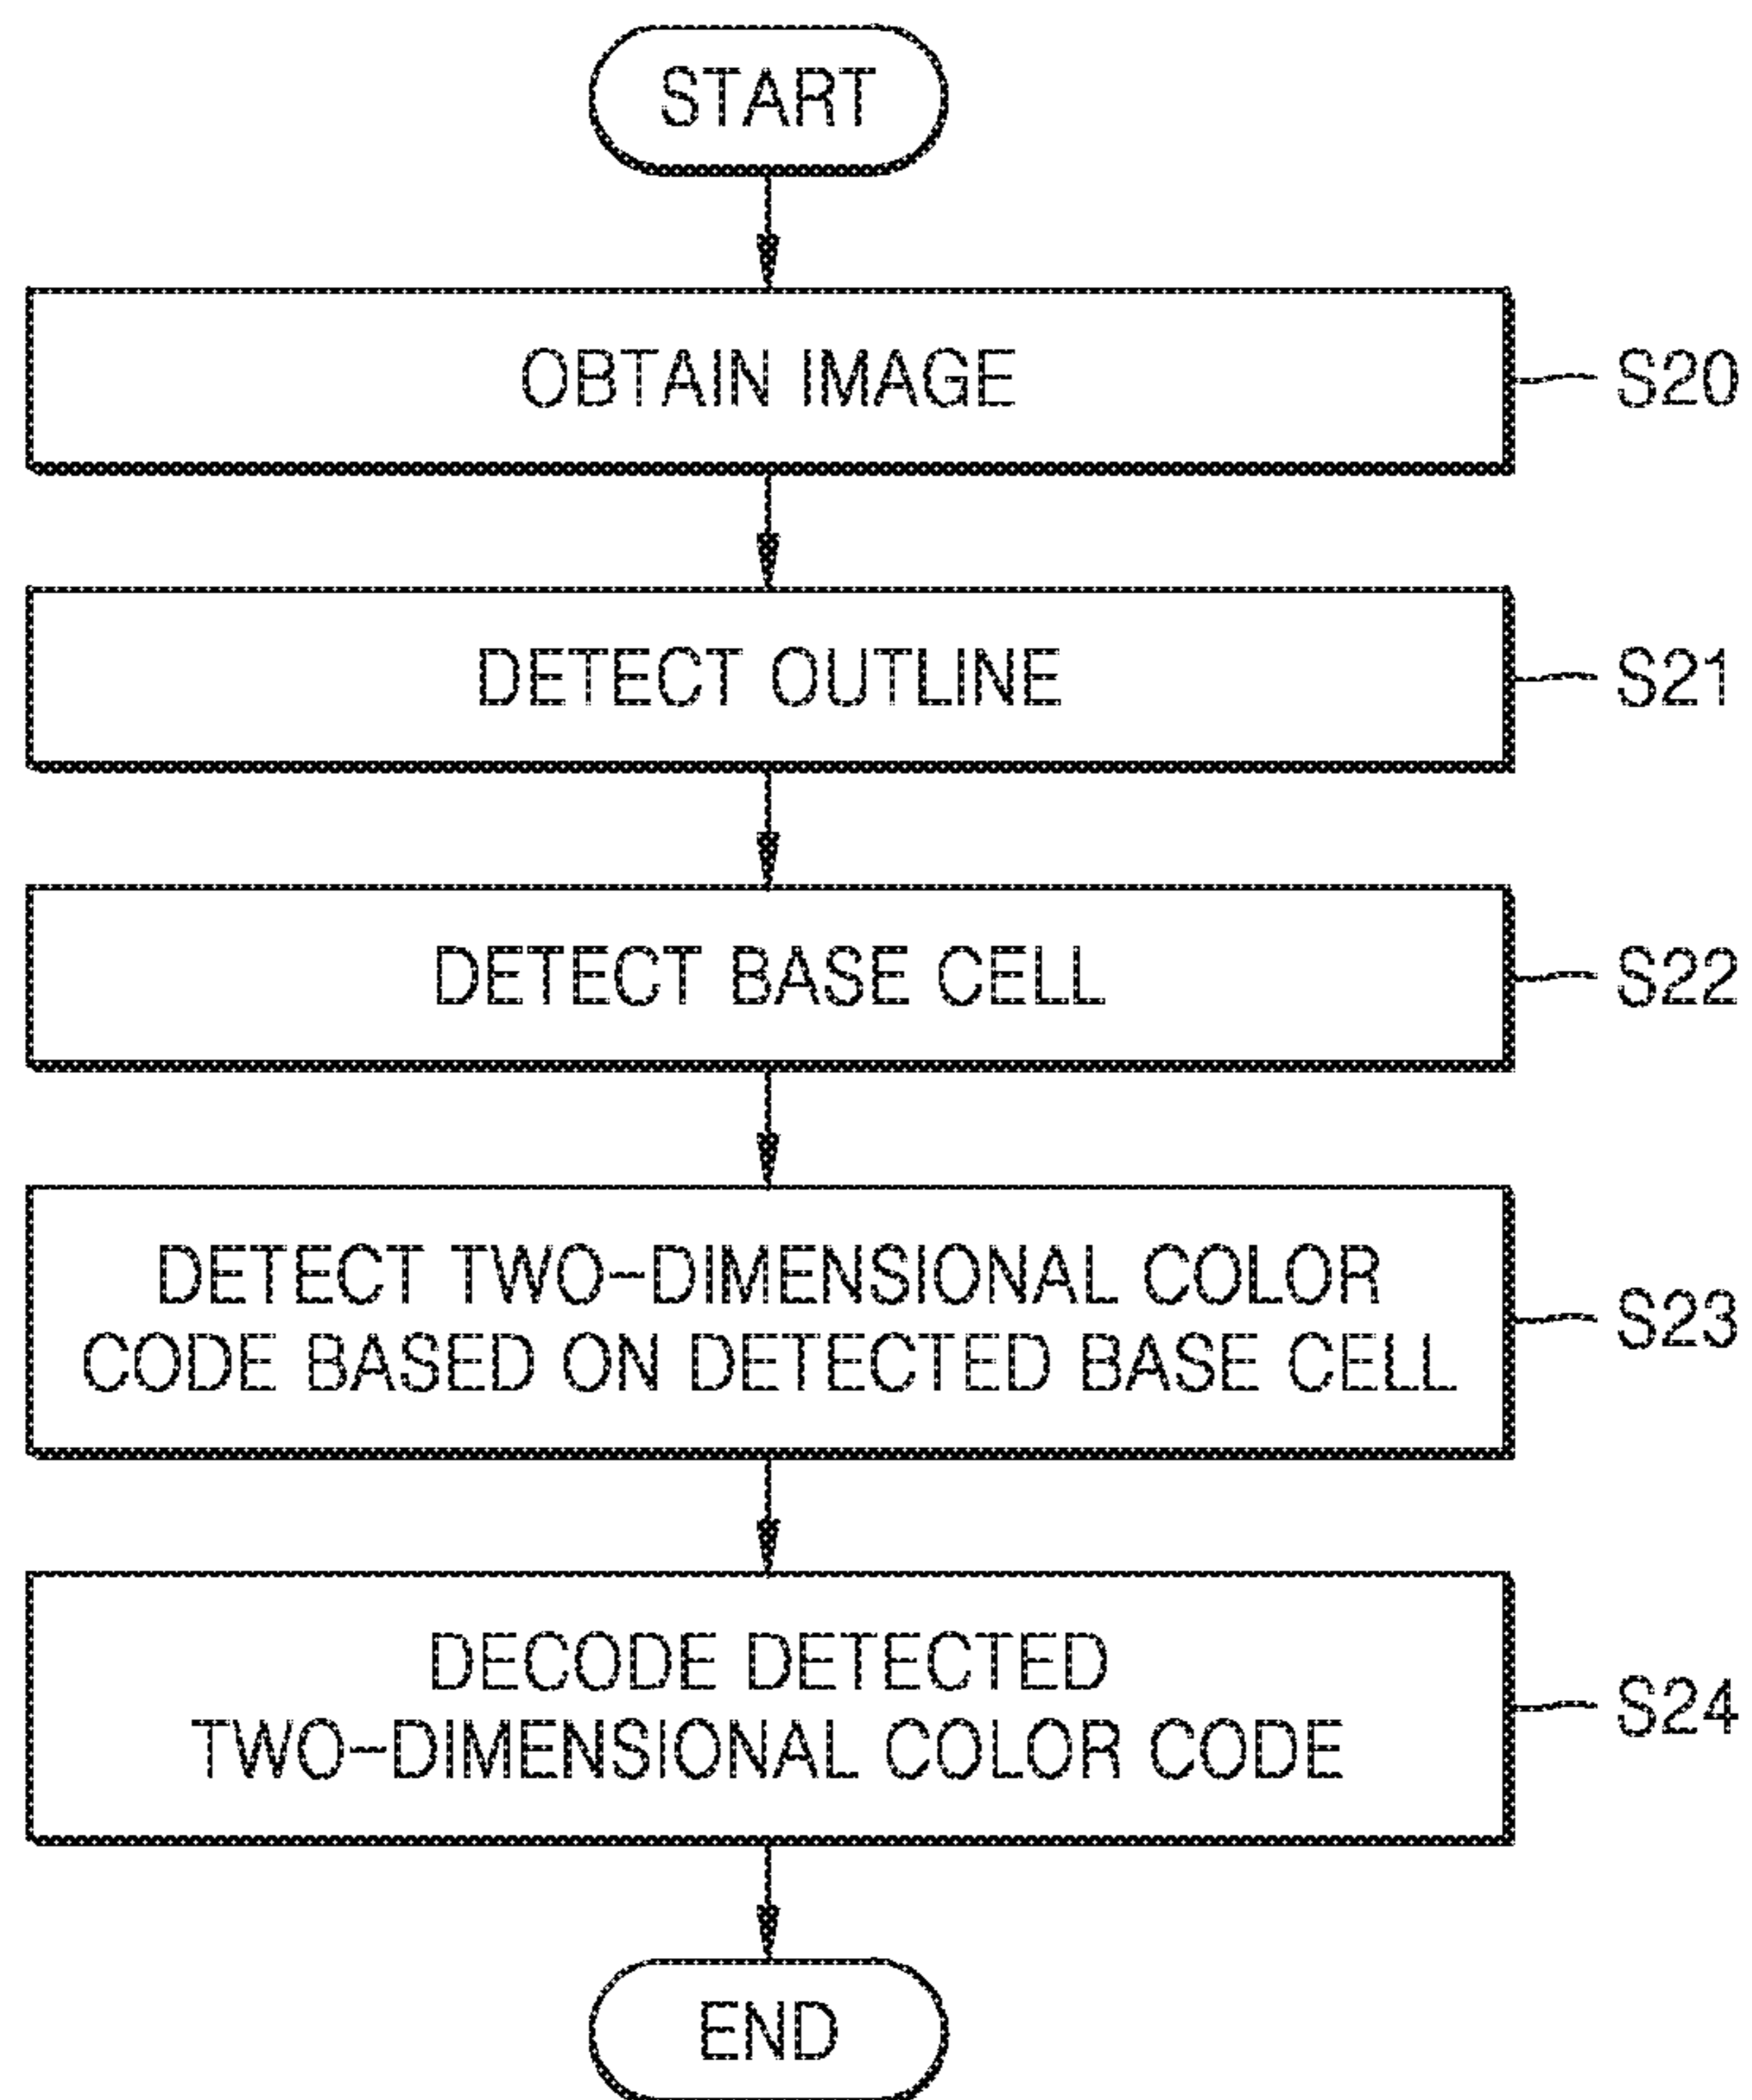 START
OBTAIN IMAGE
S20
DETECT OUTLINE
S21
DETECT BASE CELL
S22
DETECT TWO-DIMENSIONAL COLOR
CODE BASED ON DETECTED BASE CELL
S23
DECODE DETECTED
TWO-DIMENSIONAL COLOR CODE
S24
END